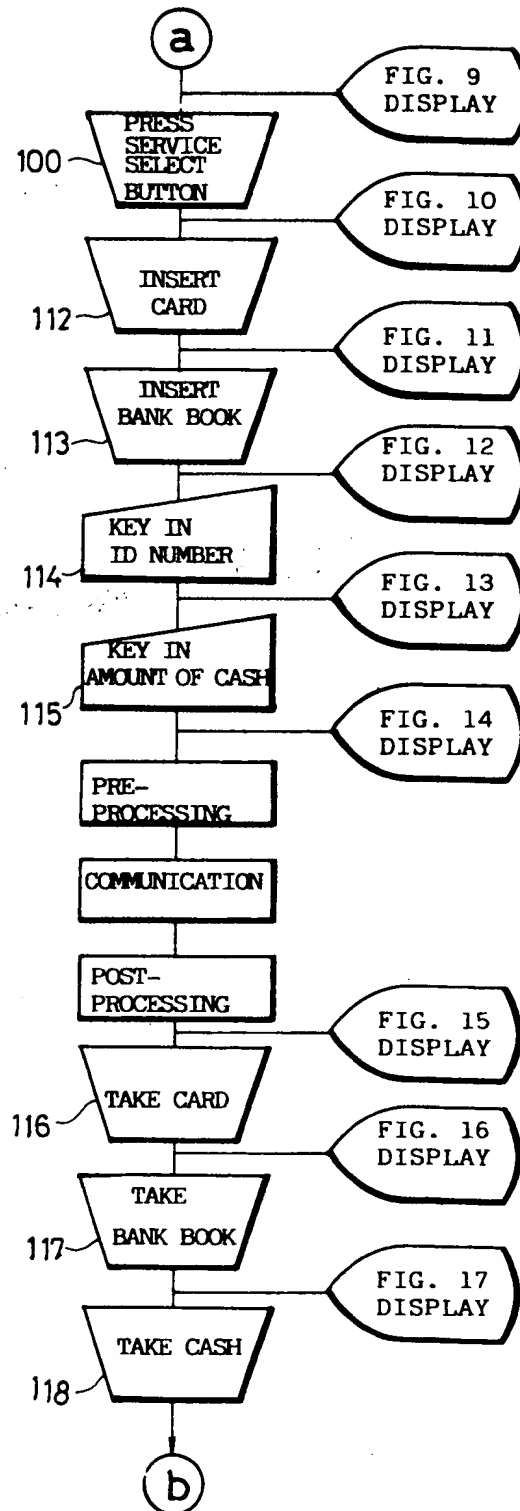 a
FIG. 9
DISPLAY
PRESS
SERVICE
SELECT
BUTTON
100
FIG. 10
DISPLAY
INSERT
CARD
112
FIG. 11
DISPLAY
INSERT
BANK BOOK
113
FIG. 12
DISPLAY
KEY IN
ID NUMBER
114
FIG. 13
DISPLAY
KEY IN
AMOUNT OF CASH
115
FIG. 14
DISPLAY
PRE-
PROCESSING
COMMUNICATION
POST-
PROCESSING
FIG. 15
DISPLAY
TAKE CARD
116
FIG. 16
DISPLAY
TAKE
BANK BOOK
117
FIG. 17
DISPLAY
TAKE CASH
118
b